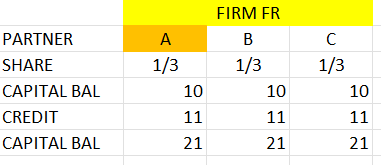 FIRM FR
PARTNER A B C
SHARE 1/3 1/3 1/3
CAPITAL BAL 10 10 10
CREDIT 11 11 11
CAPITAL BAL 21 21 21